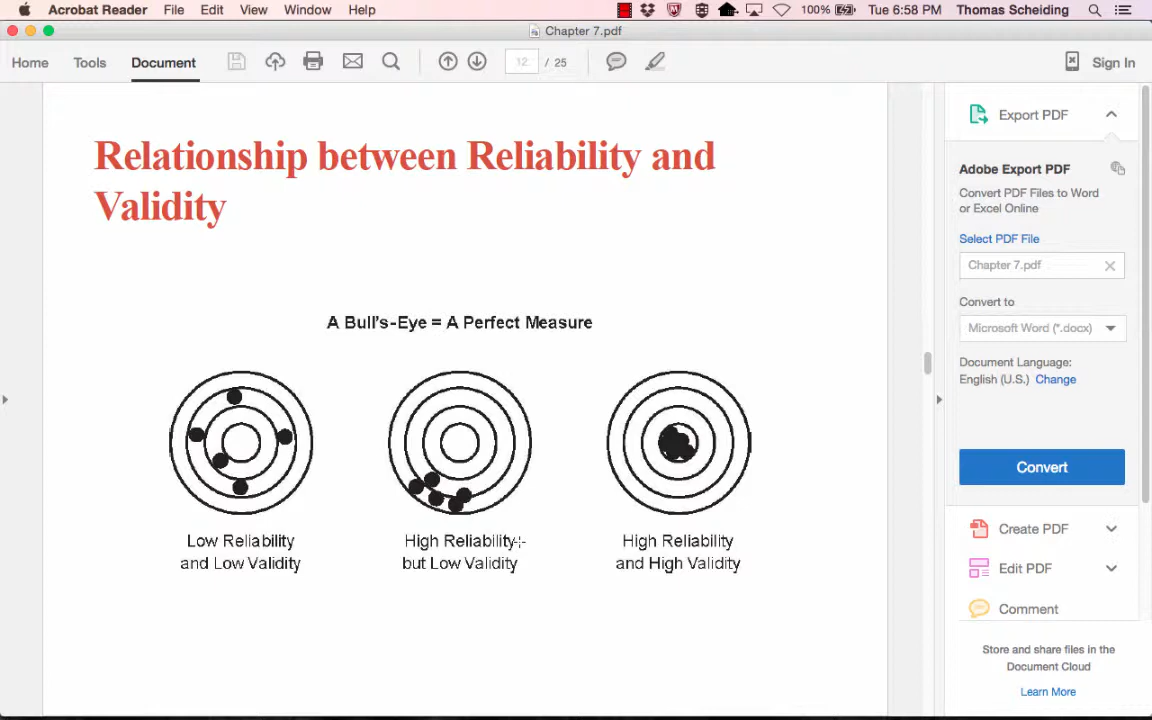 Acrobat Reader File Edit View Window Help 100% Tue 6:58 PM Thomas Scheiding
Chapter 7.pdf
Home Tools Document 12 / 25 Sign In
Relationship between Reliability and
Validity
A Bull's-Eye = A Perfect Measure
Low Reliability
and Low Validity
High Reliability
but Low Validity
High Reliability
and High Validity
Export PDF
Adobe Export PDF
Convert PDF Files to Word
or Excel Online
Select PDF File
Chapter 7.pdf
Convert to
Microsoft Word (*.docx)
Document Language:
English (U.S.) Change
Convert
Create PDF
Edit PDF
Comment
Store and share files in the
Document Cloud
Learn More